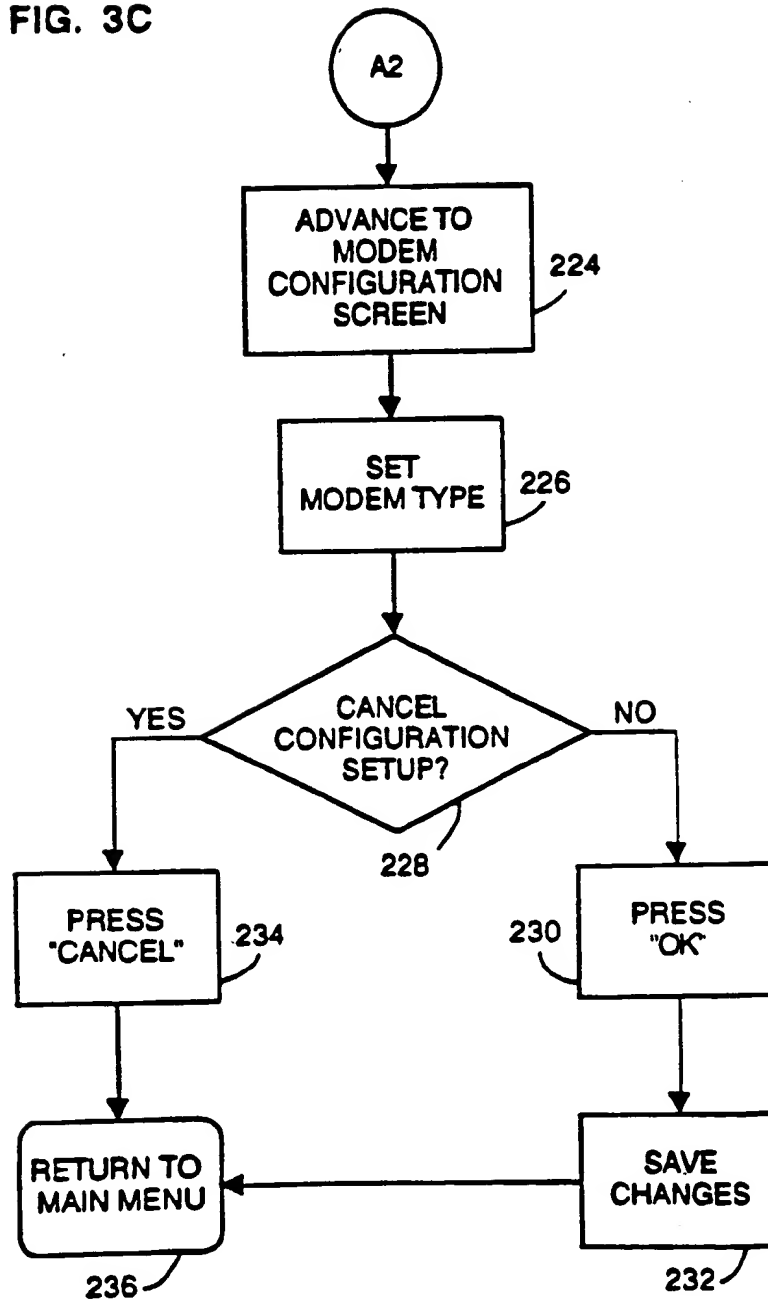 FIG. 3C
A2
ADVANCE TO
MODEM
CONFIGURATION
SCREEN
224
SET
MODEM TYPE
226
CANCEL
CONFIGURATION
SETUP?
228
YES
NO
PRESS
"CANCEL"
234
PRESS
"OK"
230
RETURN TO
MAIN MENU
236
SAVE
CHANGES
232